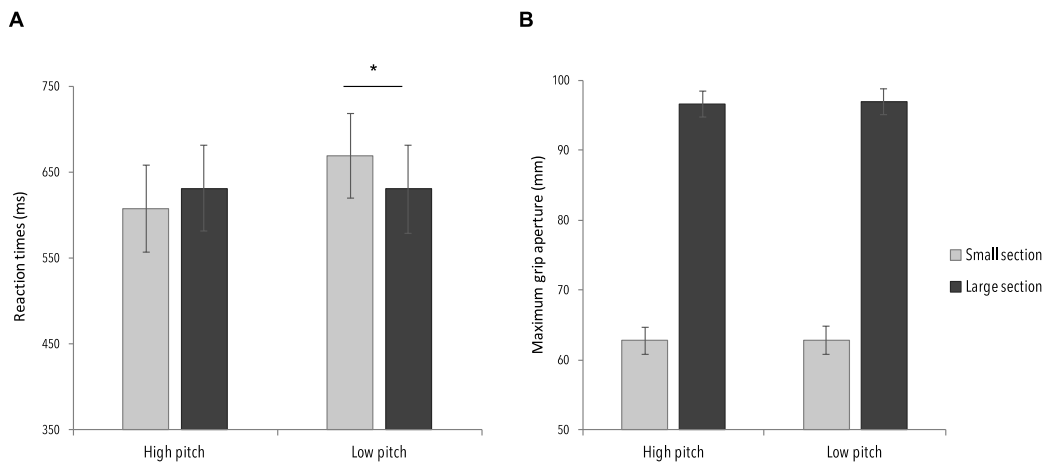 A
Reaction times (ms)
750
650
550
450
350
*
High pitch
Low pitch
B
Maximum grip aperture (mm)
100
90
80
70
60
50
High pitch
Low pitch
Small section
Large section